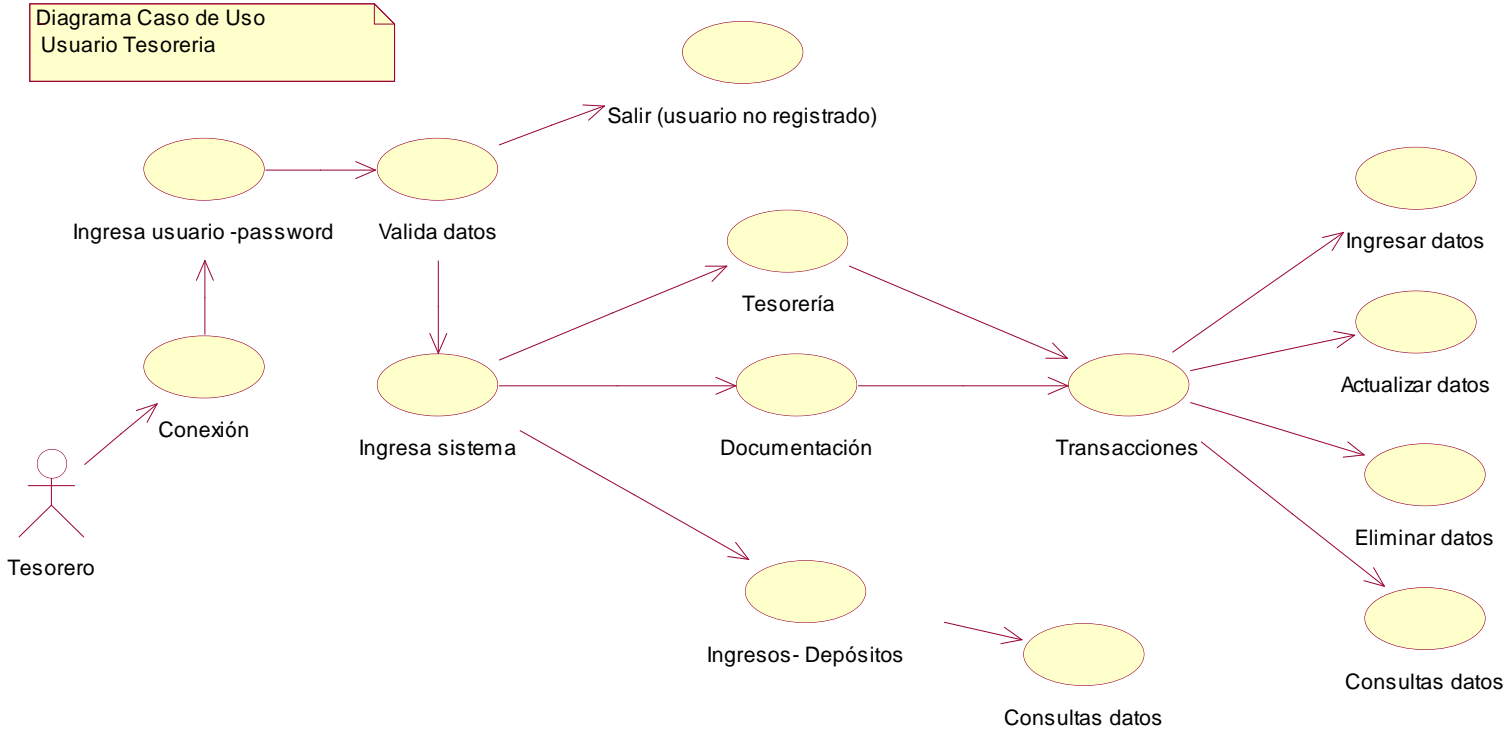 Diagrama Caso de Uso
Usuario Tesoreria
Salir (usuario no registrado)
Ingresa usuario -password
Valida datos
Ingresar datos
Tesorería
Actualizar datos
Conexión
Ingresa sistema
Documentación
Transacciones
Eliminar datos
Tesorero
Ingresos- Depósitos
Consultas datos
Consultas datos